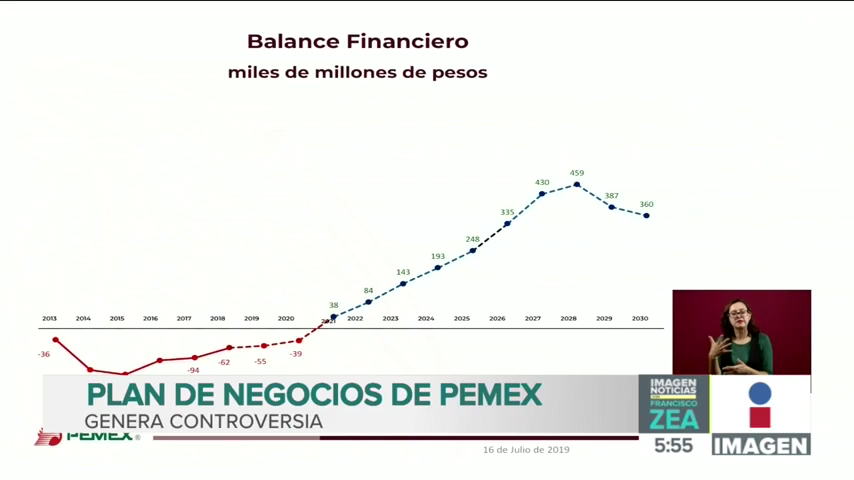 Balance Financiero
miles de millones de pesos
459
430
387
360
335
248
193
143
84
38
2013 2014 2015 2016 2017 2018 2019 2020 2021 2022 2023 2024 2025 2026 2027 2028 2029 2030
-36
-39
-55
-62
-94
PLAN DE NEGOCIOS DE PEMEX
GENERA CONTROVERSIA
IMAGEN
NOTICIAS
FRANCISCO
ZEA
5:55
IMAGEN
PEMEX®
16 de Julio de 2019